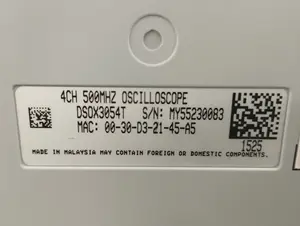 4CH 500MHZ OSCILLOSCOPE
DSOX3054T S/N: MY55230083
MAC: 00-30-D3-21-45-A5
1525
MADE IN MALAYSIA MAY CONTAIN FOREIGN OR DOMESTIC COMPONENTS.